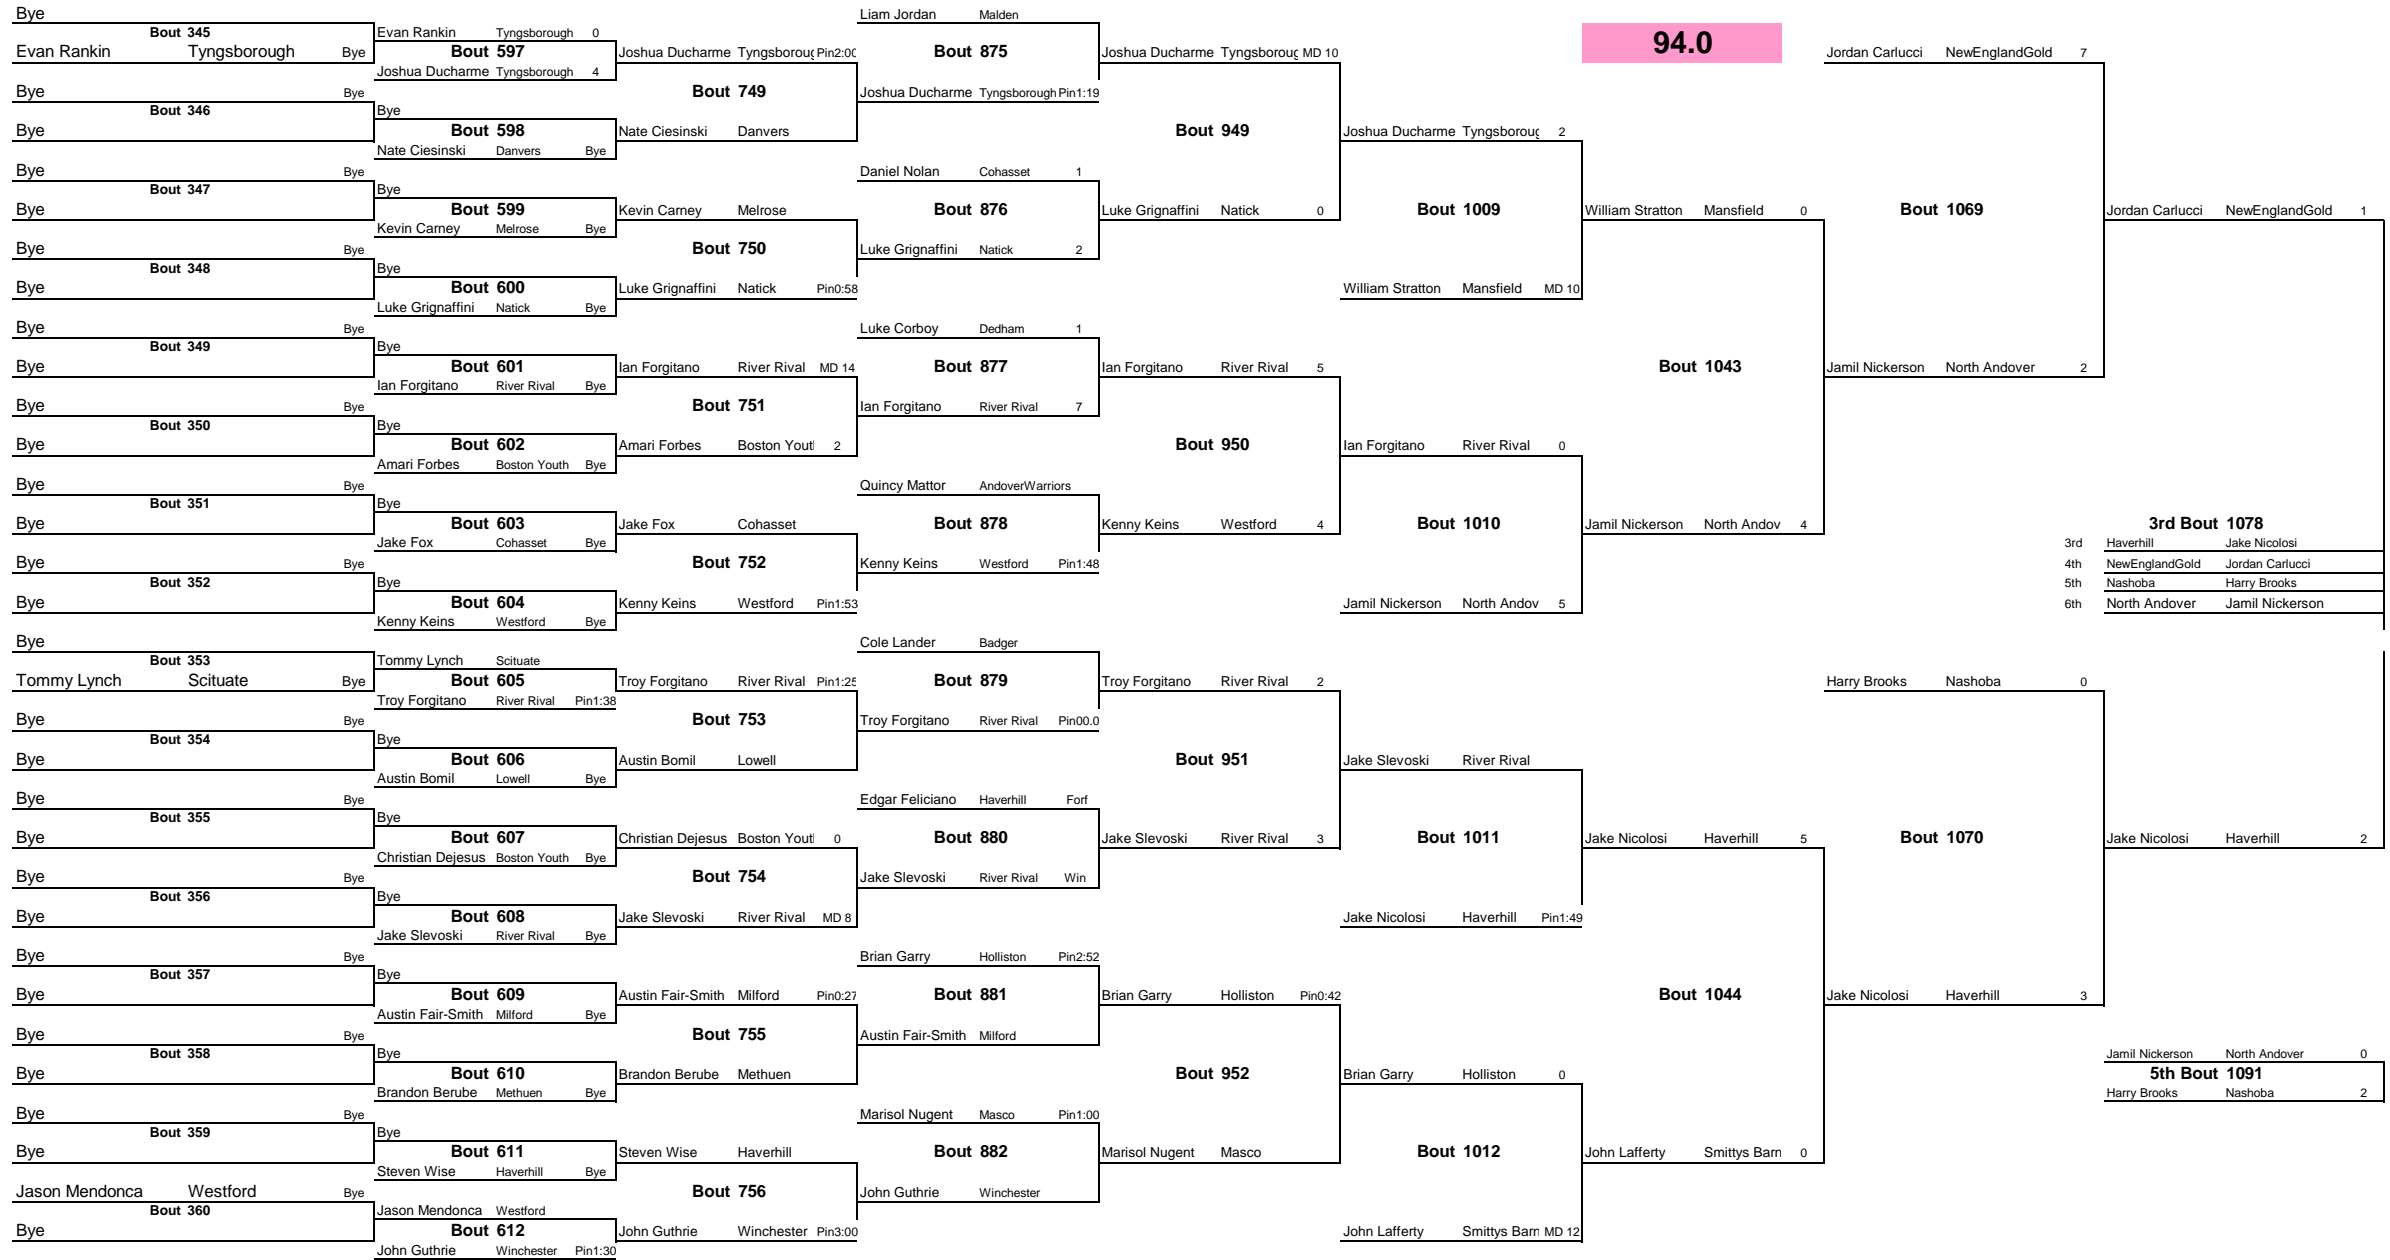 Bye
Bout 345
Evan Rankin Tyngsborough Bye
Bye Bye
Bout 346
Bye
Bye Bye
Bout 347
Bye
Bye Bye
Bout 348
Bye
Bye Bye
Bout 349
Bye
Bye Bye
Bout 350
Bye
Bye Bye
Bout 351
Bye
Bye Bye
Bout 352
Bye
Bye
Bout 353
Tommy Lynch Scituate Bye
Bye Bye
Bout 354
Bye
Bye Bye
Bout 355
Bye
Bye Bye
Bout 356
Bye
Bye Bye
Bout 357
Bye
Bye Bye
Bout 358
Bye
Bye Bye
Bout 359
Bye
Jason Mendonca Westford Bye
Bout 360
Bye
Evan Rankin Tyngsborough 0
Bout 597
Joshua Ducharme Tyngsborough 4
Bye
Bout 598
Nate Ciesinski Danvers Bye
Bye
Bout 599
Kevin Carney Melrose Bye
Bye
Bout 600
Luke Grignaffini Natick Bye
Bye
Bout 601
Ian Forgitano River Rival Bye
Bye
Bout 602
Amari Forbes Boston Youth Bye
Bye
Bout 603
Jake Fox Cohasset Bye
Bye
Bout 604
Kenny Keins Westford Bye
Tommy Lynch Scituate
Bout 605
Troy Forgitano River Rival Pin1:38
Bye
Bout 606
Austin Bomil Lowell Bye
Bye
Bout 607
Christian Dejesus Boston Youth Bye
Bye
Bout 608
Jake Slevoski River Rival Bye
Bye
Bout 609
Austin Fair-Smith Milford Bye
Bye
Bout 610
Brandon Berube Methuen Bye
Bye
Bout 611
Steven Wise Haverhill Bye
Jason Mendonca Westford
Bout 612
John Guthrie Winchester Pin1:30
Joshua Ducharme Tyngsboroug Pin2:00
Bout 749
Nate Ciesinski Danvers
Kevin Carney Melrose
Bout 750
Luke Grignaffini Natick Pin0:58
Ian Forgitano River Rival MD 14
Bout 751
Amari Forbes Boston Yout 2
Jake Fox Cohasset
Bout 752
Kenny Keins Westford Pin1:53
Troy Forgitano River Rival Pin1:25
Bout 753
Austin Bomil Lowell
Christian Dejesus Boston Yout 0
Bout 754
Jake Slevoski River Rival MD 8
Austin Fair-Smith Milford Pin0:27
Bout 755
Brandon Berube Methuen
Steven Wise Haverhill
Bout 756
John Guthrie Winchester Pin3:00
Liam Jordan Malden
Bout 875
Joshua Ducharme Tyngsborough Pin1:19
Daniel Nolan Cohasset 1
Bout 876
Luke Grignaffini Natick 2
Luke Corboy Dedham 1
Bout 877
Ian Forgitano River Rival 7
Quincy Mattor AndoverWarriors
Bout 878
Kenny Keins Westford Pin1:48
Cole Lander Badger
Bout 879
Troy Forgitano River Rival Pin00.0
Edgar Feliciano Haverhill Forf
Bout 880
Jake Slevoski River Rival Win
Brian Garry Holliston Pin2:52
Bout 881
Austin Fair-Smith Milford
Marisol Nugent Masco Pin1:00
Bout 882
John Guthrie Winchester
Joshua Ducharme Tyngsboroug MD 10
Bout 949
Luke Grignaffini Natick 0
Ian Forgitano River Rival 5
Bout 950
Kenny Keins Westford 4
Troy Forgitano River Rival 2
Bout 951
Jake Slevoski River Rival 3
Brian Garry Holliston Pin0:42
Bout 952
Marisol Nugent Masco
Joshua Ducharme Tyngsboroug 2
Bout 1009
William Stratton Mansfield MD 10
Ian Forgitano River Rival 0
Bout 1010
Jamil Nickerson North Andov 5
Jake Slevoski River Rival
Bout 1011
Jake Nicolosi Haverhill Pin1:49
Brian Garry Holliston 0
Bout 1012
John Lafferty Smittys Barn MD 12
94.0
William Stratton Mansfield 0
Bout 1043
Jamil Nickerson North Andov 4
Jake Nicolosi Haverhill 5
Bout 1044
John Lafferty Smittys Barn 0
Jordan Carlucci NewEnglandGold 7
Bout 1069
Jamil Nickerson North Andover 2
Harry Brooks Nashoba 0
Bout 1070
Jake Nicolosi Haverhill 3
Jordan Carlucci NewEnglandGold 1
3rd Bout 1078
3rd Haverhill Jake Nicolosi
4th NewEnglandGold Jordan Carlucci
5th Nashoba Harry Brooks
6th North Andover Jamil Nickerson
Jake Nicolosi Haverhill 2
Jamil Nickerson North Andover 0
5th Bout 1091
Harry Brooks Nashoba 2